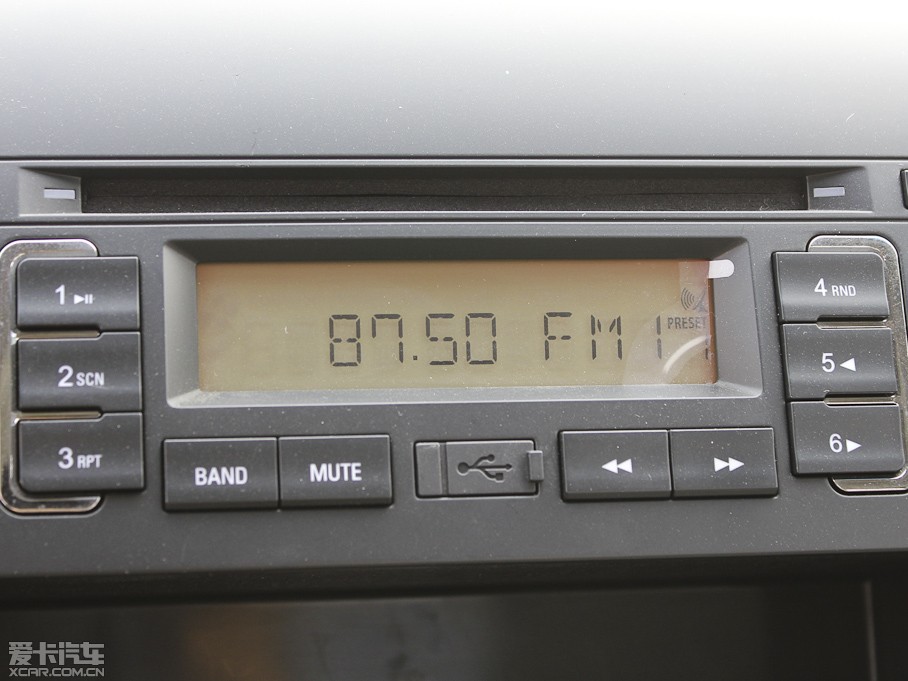 87.50 FM1
PRESET 1
1
2 SCN
3 RPT
4 RND
5
6
BAND
MUTE
爱卡汽车
XCAR.COM.CN